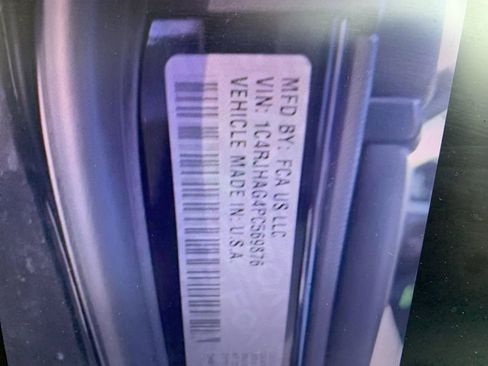 MFD BY: FCA US LLC
VIN: 1C4RJHAG4PC569876
VEHICLE MADE IN: U.S.A